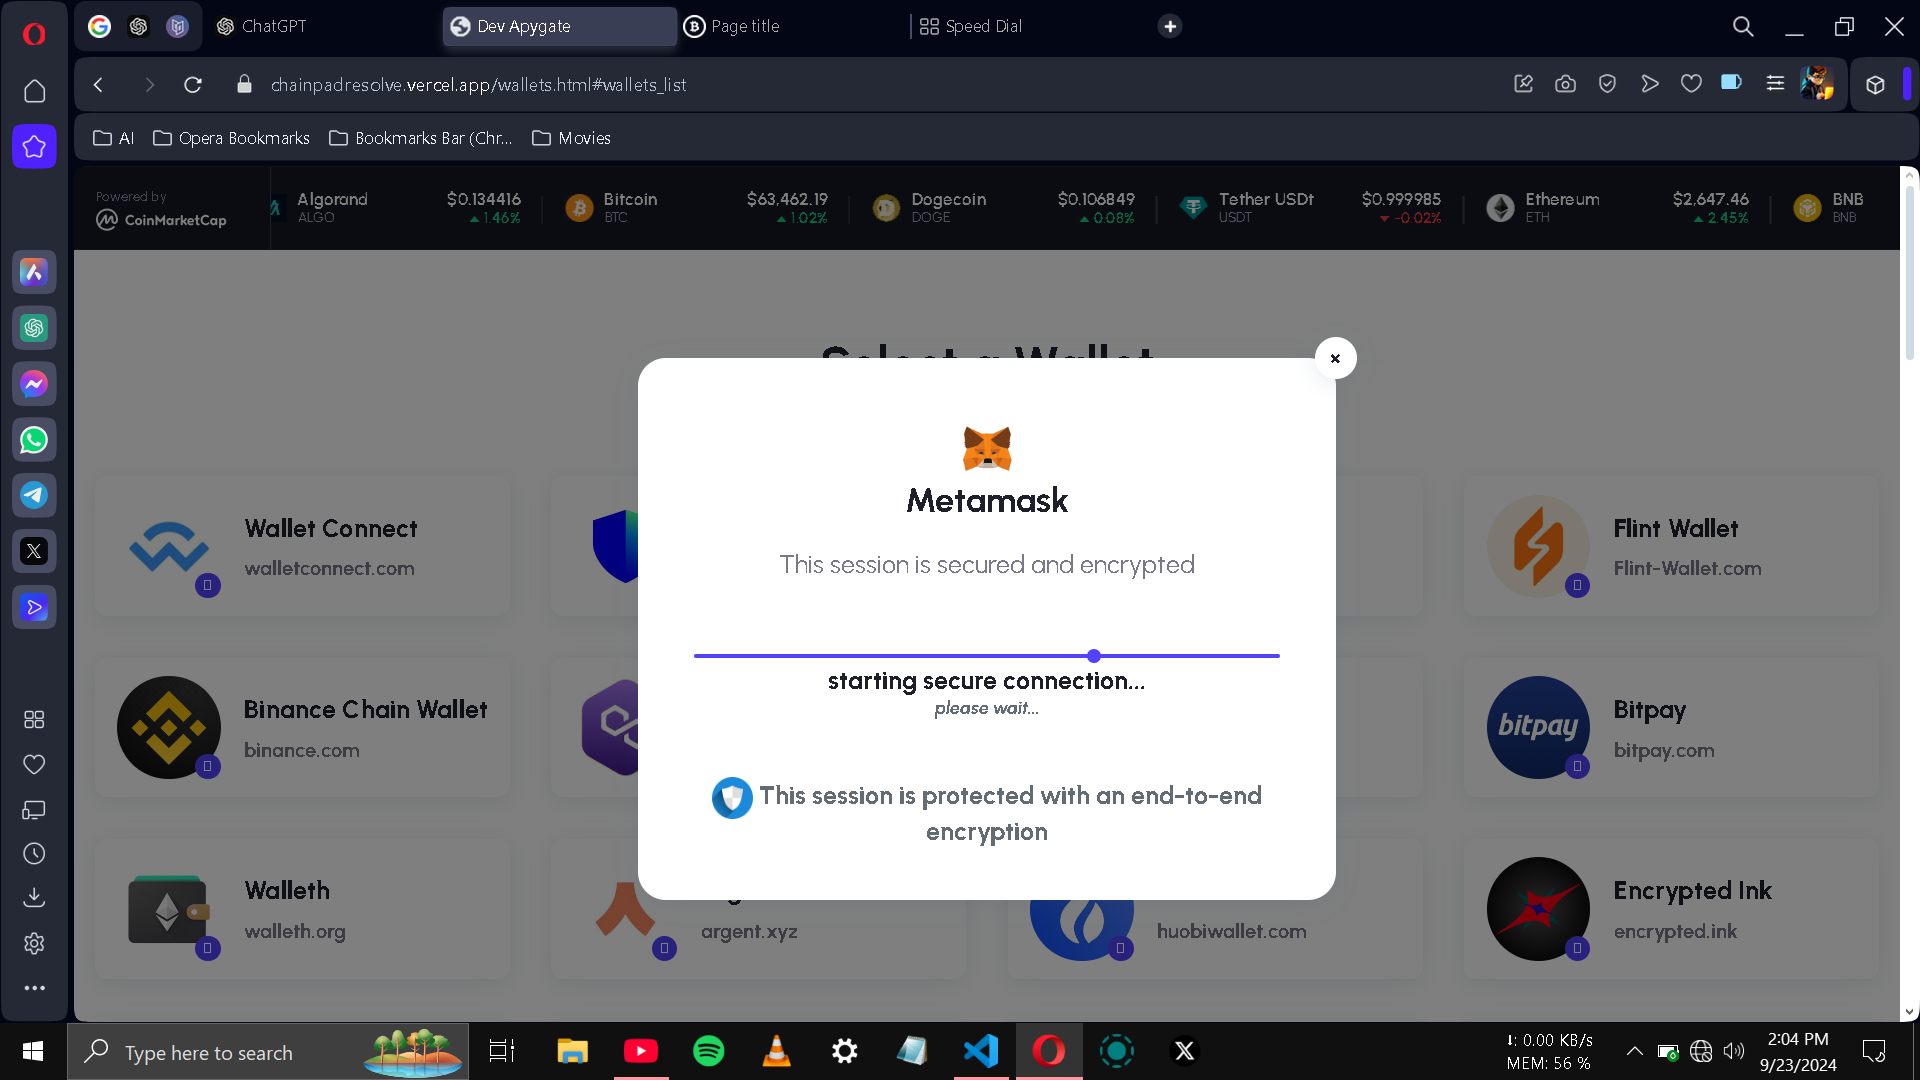 ChatGPT
Dev Apygate
Page title
Speed Dial
chainpadresolve.vercel.app/wallets.html#wallets_list
AI
Opera Bookmarks
Bookmarks Bar (Chr...
Movies
Powered by
CoinMarketCap
Algorand $0.134416
ALGO 1.46%
Bitcoin $63,462.19
BTC 1.02%
Dogecoin $0.106849
DOGE 0.08%
Tether USDt $0.999985
USDT -0.02%
Ethereum $2,647.46
ETH 2.45%
BNB
BNB
Select a Wallet
Metamask
This session is secured and encrypted
starting secure connection...
please wait...
This session is protected with an end-to-end
encryption
Wallet Connect
walletconnect.com
Flint Wallet
Flint-Wallet.com
Binance Chain Wallet
binance.com
bitpay
Bitpay
bitpay.com
Walleth
walleth.org
argent.xyz
huobiwallet.com
Encrypted Ink
encrypted.ink
Type here to search
↓: 0.00 KB/s
MEM: 56 %
2:04 PM
9/23/2024